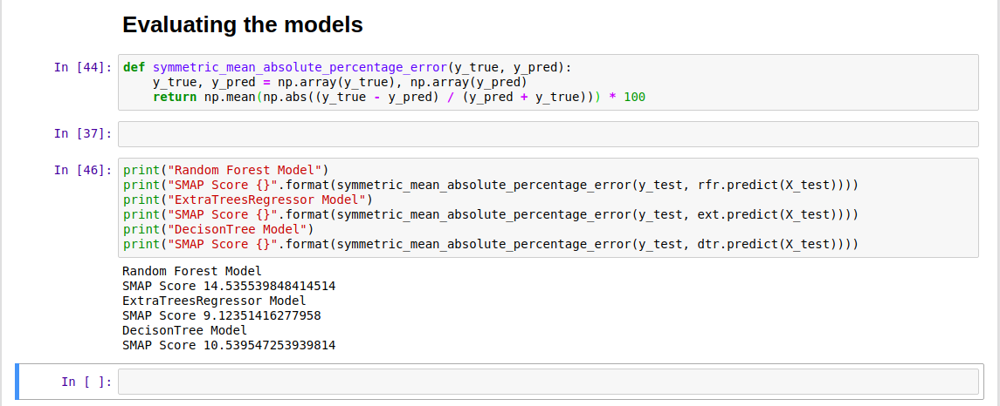 Evaluating the models
In [44]: def symmetric_mean_absolute_percentage_error(y_true, y_pred):
    y_true, y_pred = np.array(y_true), np.array(y_pred)
    return np.mean(np.abs((y_true - y_pred) / (y_pred + y_true))) * 100
In [37]:
In [46]: print("Random Forest Model")
print("SMAP Score {}".format(symmetric_mean_absolute_percentage_error(y_test, rfr.predict(X_test))))
print("ExtraTreesRegressor Model")
print("SMAP Score {}".format(symmetric_mean_absolute_percentage_error(y_test, ext.predict(X_test))))
print("DecisonTree Model")
print("SMAP Score {}".format(symmetric_mean_absolute_percentage_error(y_test, dtr.predict(X_test))))
Random Forest Model
SMAP Score 14.535539848414514
ExtraTreesRegressor Model
SMAP Score 9.12351416277958
DecisonTree Model
SMAP Score 10.539547253939814
In [ ]: